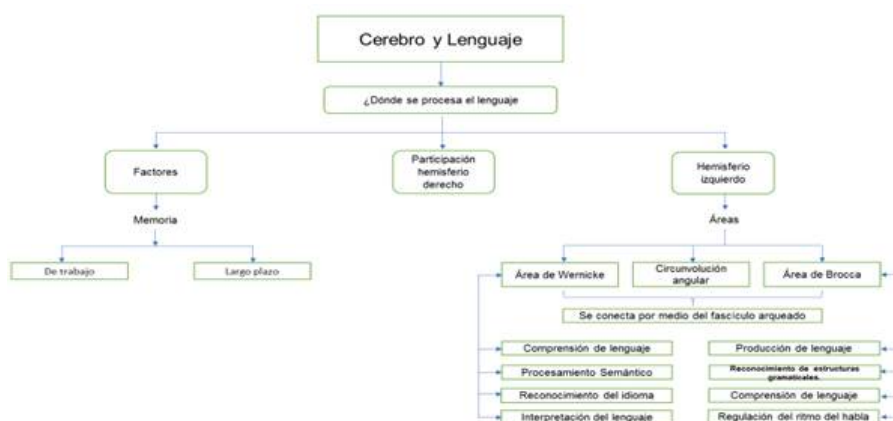 Cerebro y Lenguaje
¿Dónde se procesa el lenguaje
Factores
Participación
hemisferio
derecho
Hemisferio
izquierdo
Memoria
Áreas
De trabajo
Largo plazo
Área de Wernicke
Circunvolución
angular
Área de Brocca
Se conecta por medio del fascículo arqueado
Comprensión de lenguaje
Producción de lenguaje
Procesamiento Semántico
Reconocimiento de estructuras
gramaticales.
Reconocimiento del idioma
Comprensión de lenguaje
Interpretación del lenguaje
Regulación del ritmo del habla